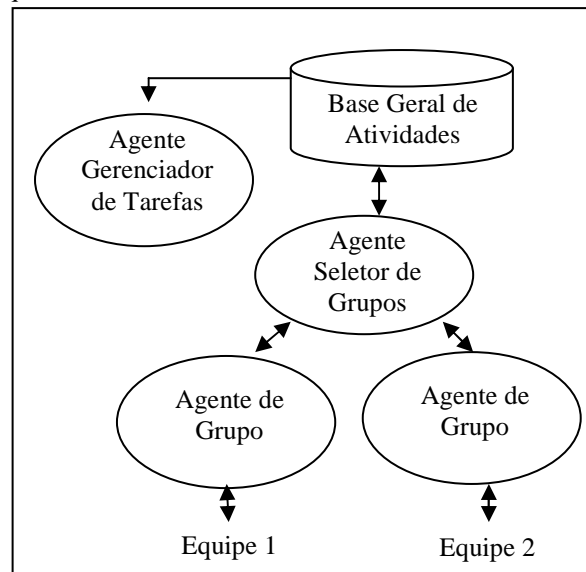 Base Geral de
Atividades
Agente
Gerenciador
de Tarefas
Agente
Seletor de
Grupos
Agente de
Grupo
Agente de
Grupo
Equipe 1
Equipe 2